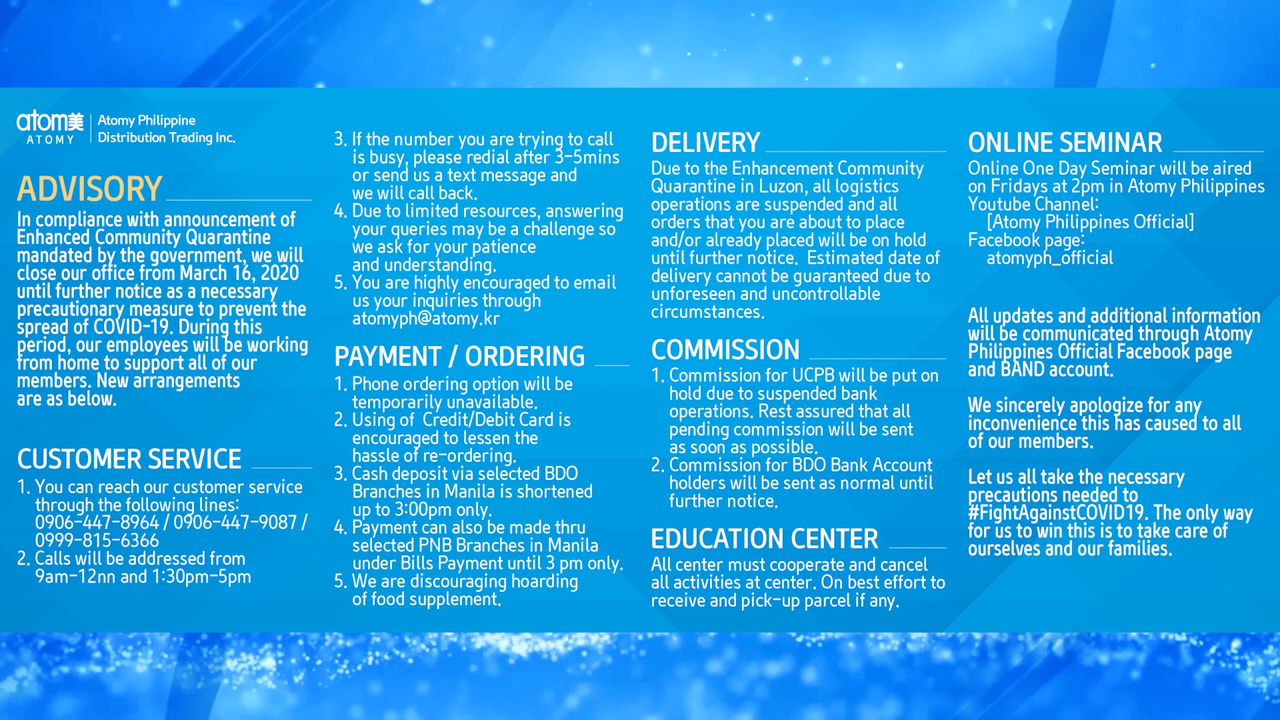 atom美
ATOMY
Atomy Philippine
Distribution Trading Inc.
ADVISORY
In compliance with announcement of
Enhanced Community Quarantine
mandated by the government, we will
close our office from March 16, 2020
until further notice as a necessary
precautionary measure to prevent the
spread of COVID-19. During this
period, our employees will be working
from home to support all of our
members. New arrangements
are as below.
CUSTOMER SERVICE
1. You can reach our customer service
through the following lines:
0906-447-8964 / 0906-447-9087 /
0999-815-6366
2. Calls will be addressed from
9am-12nn and 1:30pm-5pm
3. If the number you are trying to call
is busy, please redial after 3-5mins
or send us a text message and
we will call back.
4. Due to limited resources, answering
your queries may be a challenge so
we ask for your patience
and understanding.
5. You are highly encouraged to email
us your inquiries through
atomyph@atomy.kr
PAYMENT / ORDERING
1. Phone ordering option will be
temporarily unavailable.
2. Using of Credit/Debit Card is
encouraged to lessen the
hassle of re-ordering.
3. Cash deposit via selected BDO
Branches in Manila is shortened
up to 3:00pm only.
4. Payment can also be made thru
selected PNB Branches in Manila
under Bills Payment until 3 pm only.
5. We are discouraging hoarding
of food supplement.
DELIVERY
Due to the Enhancement Community
Quarantine in Luzon, all logistics
operations are suspended and all
orders that you are about to place
and/or already placed will be on hold
until further notice. Estimated date of
delivery cannot be guaranteed due to
unforeseen and uncontrollable
circumstances.
COMMISSION
1. Commission for UCPB will be put on
hold due to suspended bank
operations. Rest assured that all
pending commission will be sent
as soon as possible.
2. Commission for BDO Bank Account
holders will be sent as normal until
further notice.
EDUCATION CENTER
All center must cooperate and cancel
all activities at center. On best effort to
receive and pick-up parcel if any.
ONLINE SEMINAR
Online One Day Seminar will be aired
on Fridays at 2pm in Atomy Philippines
Youtube Channel:
[Atomy Philippines Official]
Facebook page:
atomyph_official
All updates and additional information
will be communicated through Atomy
Philippines Official Facebook page
and BAND account.
We sincerely apologize for any
inconvenience this has caused to all
of our members.
Let us all take the necessary
precautions needed to
#FightAgainstCOVID19. The only way
for us to win this is to take care of
ourselves and our families.